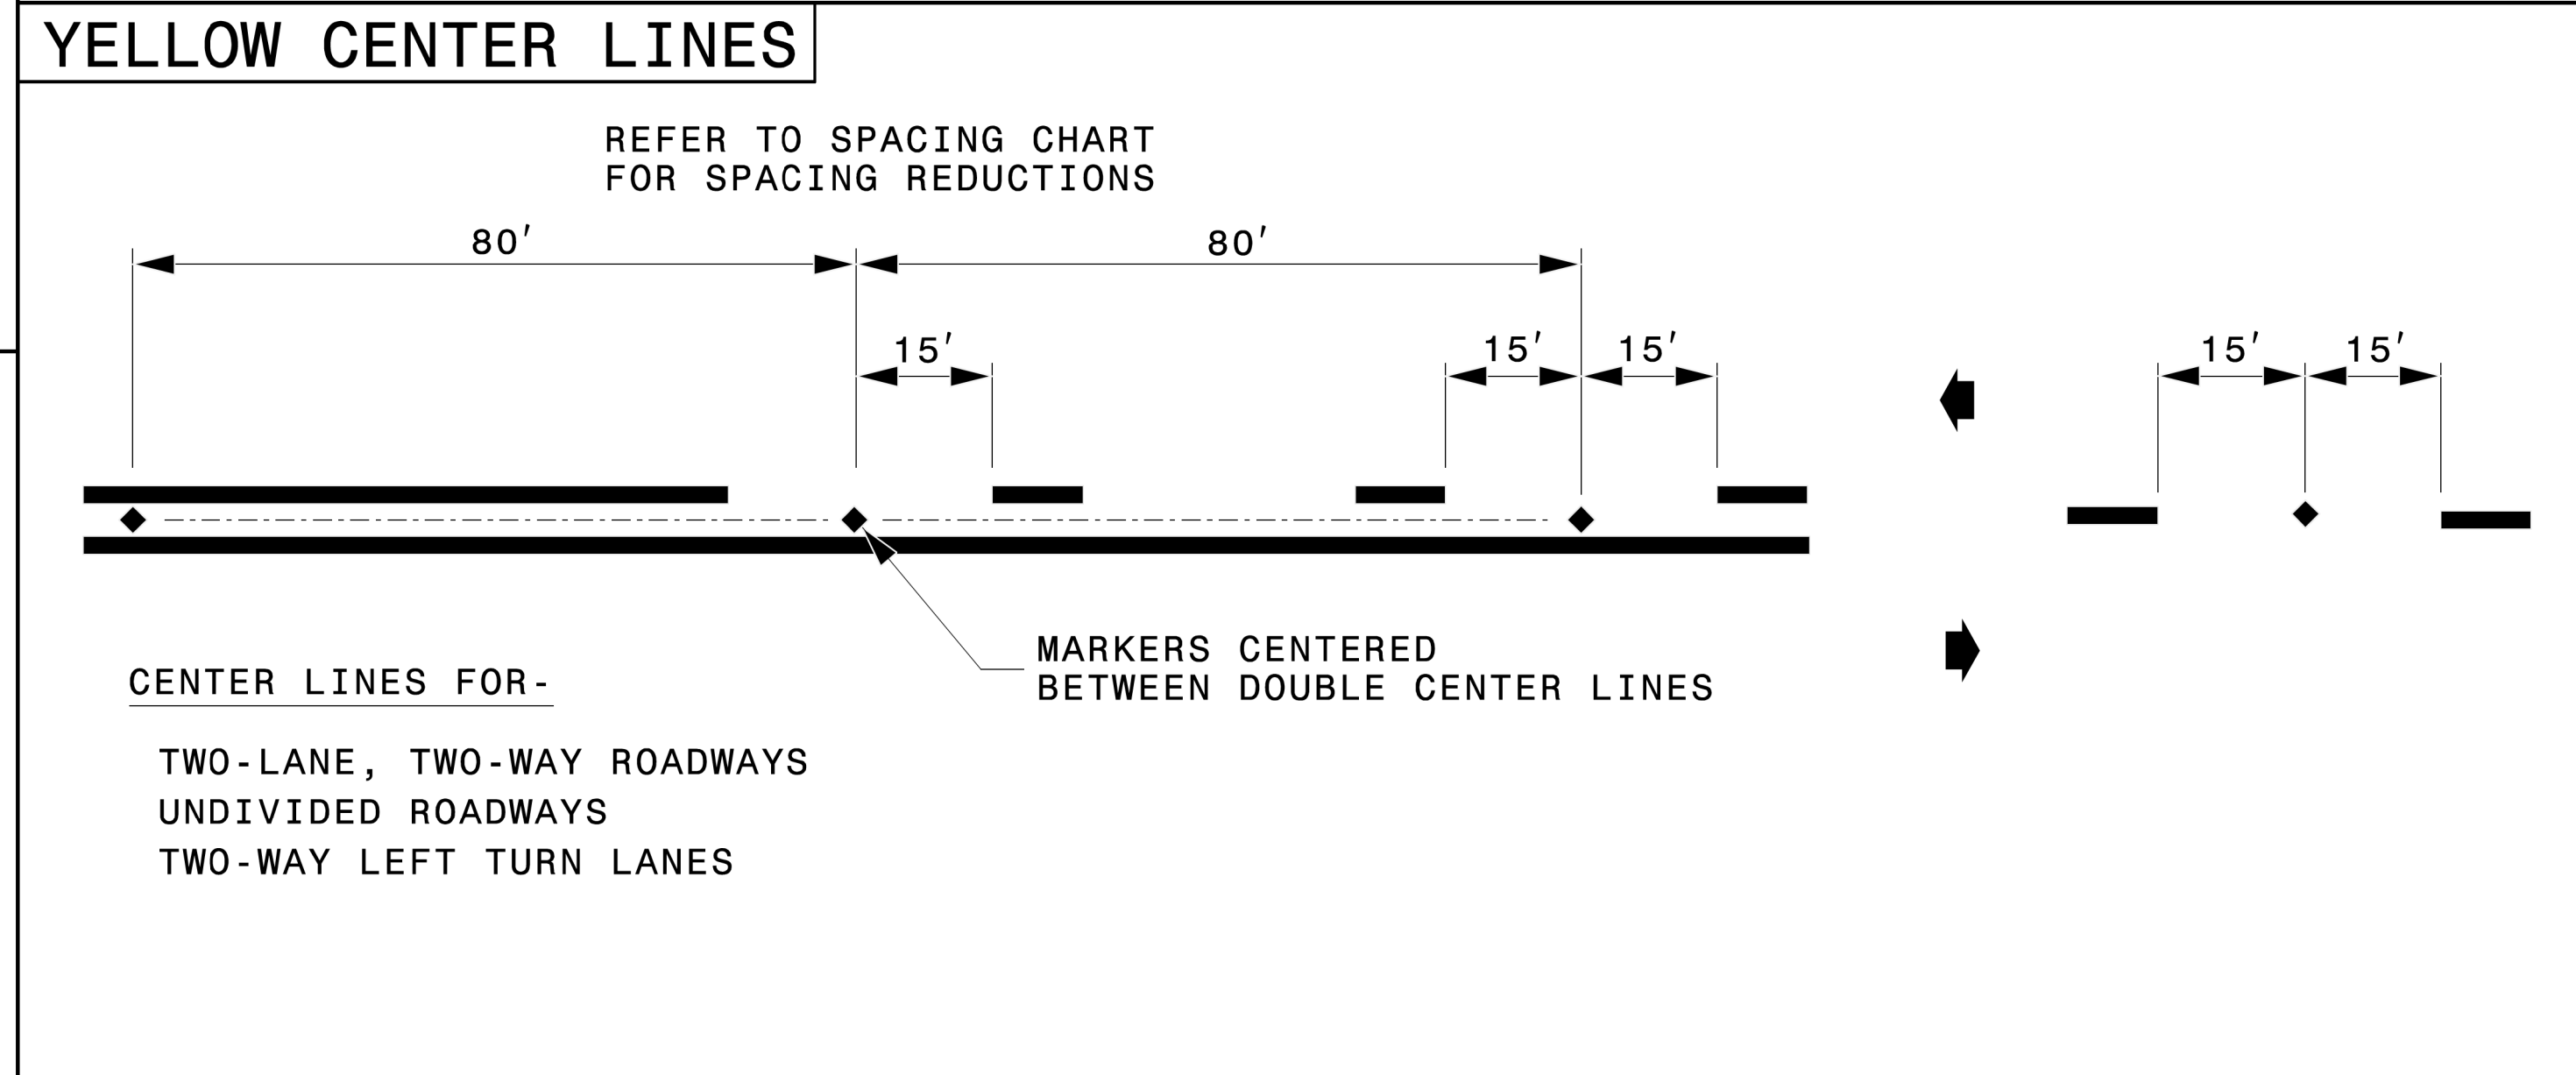 YELLOW CENTER LINES
REFER TO SPACING CHART
FOR SPACING REDUCTIONS
80'
80'
15'
15'
15'
15'
15'
MARKERS CENTERED
BETWEEN DOUBLE CENTER LINES
CENTER LINES FOR-
TWO-LANE, TWO-WAY ROADWAYS
UNDIVIDED ROADWAYS
TWO-WAY LEFT TURN LANES